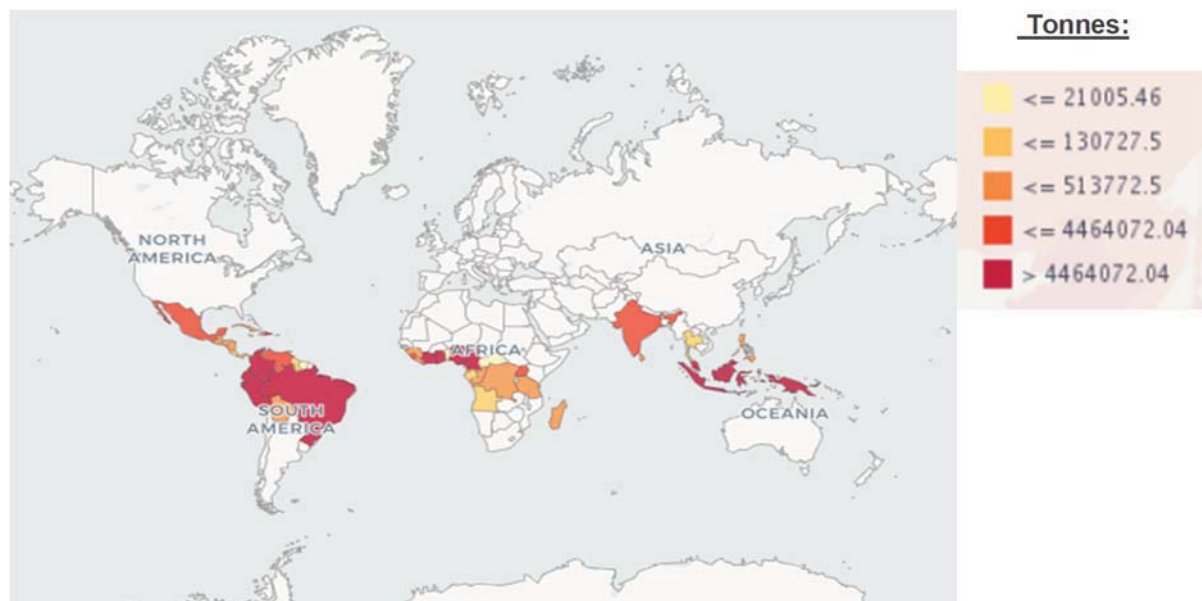 Tonnes:
<= 21005.46
<= 130727.5
<= 513772.5
<= 4464072.04
> 4464072.04
NORTH
AMERICA
ASIA
AFRICA
SOUTH
AMERICA
OCEANIA